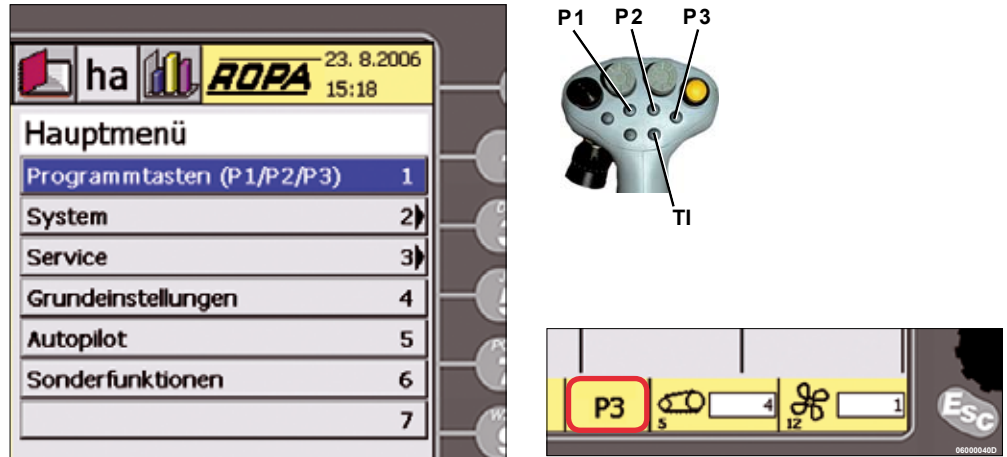 ha ROPA 23. 8.2006
15:18
Hauptmenü
Programmtasten (P1/P2/P3) 1
System 2
Service 3
Grundeinstellungen 4
Autopilot 5
Sonderfunktionen 6
7
P1 P2 P3
TI
P3 4 1
5 12
Esc
06000040D